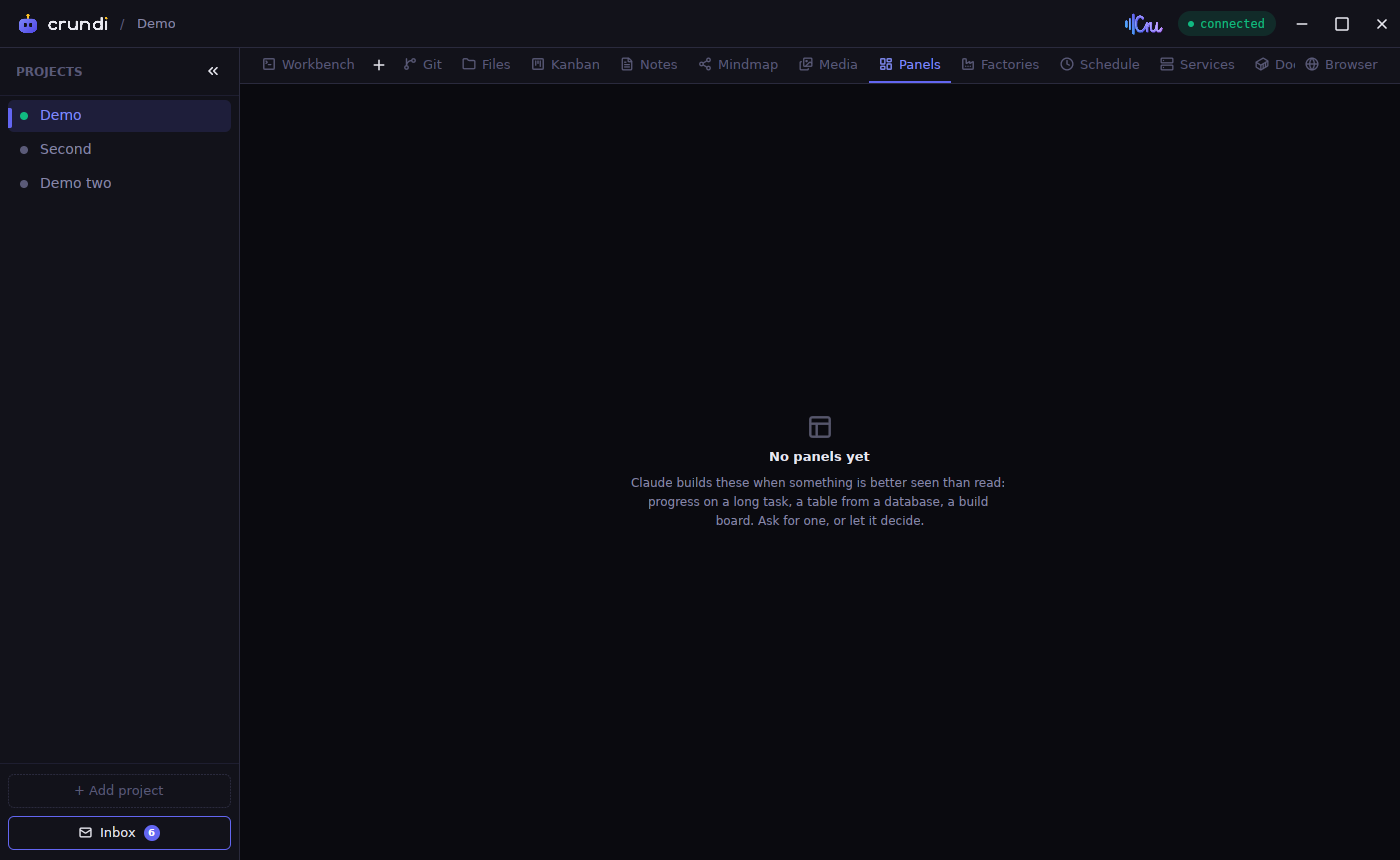 crundi / Demo
Cru
connected
PROJECTS
Workbench
Git
Files
Kanban
Notes
Mindmap
Media
Panels
Factories
Schedule
Services
Browser
Demo
Second
Demo two
No panels yet
Claude builds these when something is better seen than read:
progress on a long task, a table from a database, a build
board. Ask for one, or let it decide.
+ Add project
Inbox 6